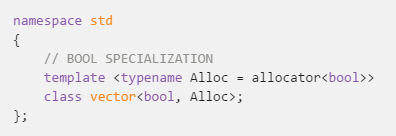 namespace std
{
    // BOOL SPECIALIZATION
    template <typename Alloc = allocator<bool>>
    class vector<bool, Alloc>;
};